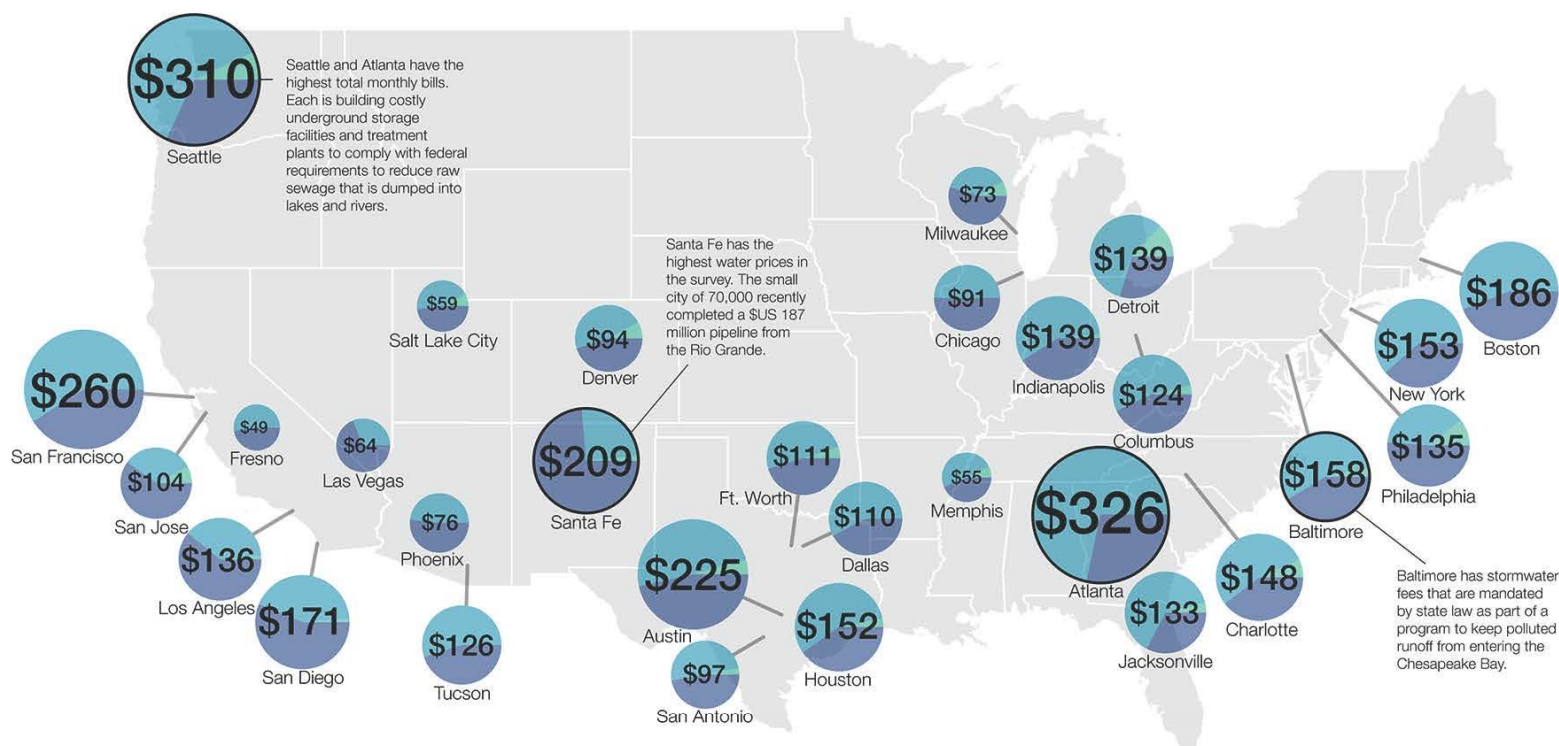 $310
Seattle
Seattle and Atlanta have the
highest total monthly bills.
Each is building costly
underground storage
facilities and treatment
plants to comply with federal
requirements to reduce raw
sewage that is dumped into
lakes and rivers.
Santa Fe has the
highest water prices in
the survey. The small
city of 70,000 recently
completed a $US 187
million pipeline from
the Rio Grande.
$73
Milwaukee
$139
Detroit
$91
Chicago
$139
Indianapolis
$186
Boston
$153
New York
$59
Salt Lake City
$94
Denver
$260
San Francisco
$49
Fresno
$64
Las Vegas
$104
San Jose
$209
Santa Fe
$111
Ft. Worth
$110
Dallas
$55
Memphis
$124
Columbus
$135
Philadelphia
$158
Baltimore
Baltimore has stormwater
fees that are mandated
by state law as part of a
program to keep polluted
runoff from entering the
Chesapeake Bay.
$326
Atlanta
$76
Phoenix
$136
Los Angeles
$171
San Diego
$126
Tucson
$225
Austin
$152
Houston
$97
San Antonio
$133
Jacksonville
$148
Charlotte